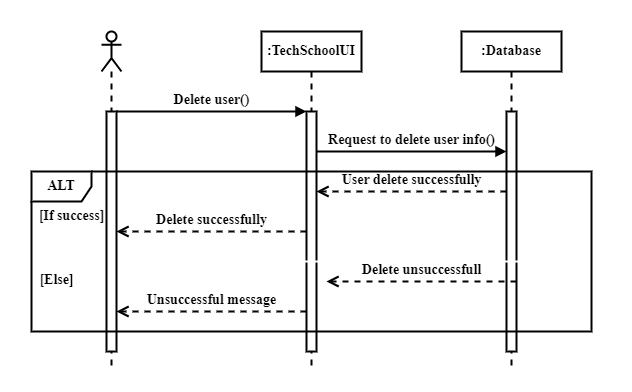 :TechSchoolUI
:Database
Delete user()
Request to delete user info()
ALT
User delete successfully
[If success]
Delete successfully
Delete unsuccessfull
[Else]
Unsuccessful message